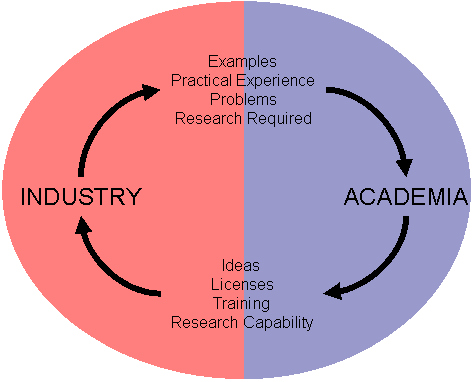 Examples
Practical Experience
Problems
Research Required
INDUSTRY
ACADEMIA
Ideas
Licenses
Training
Research Capability